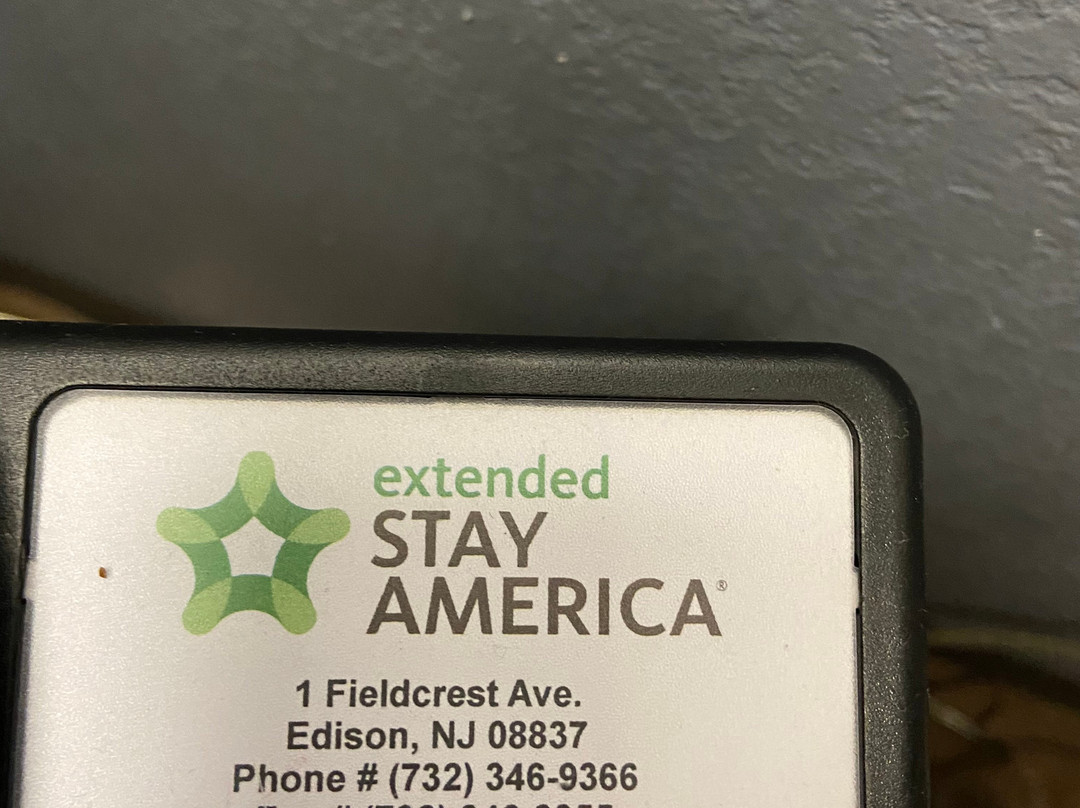 extended
STAY
AMERICA®
1 Fieldcrest Ave.
Edison, NJ 08837
Phone # (732) 346-9366